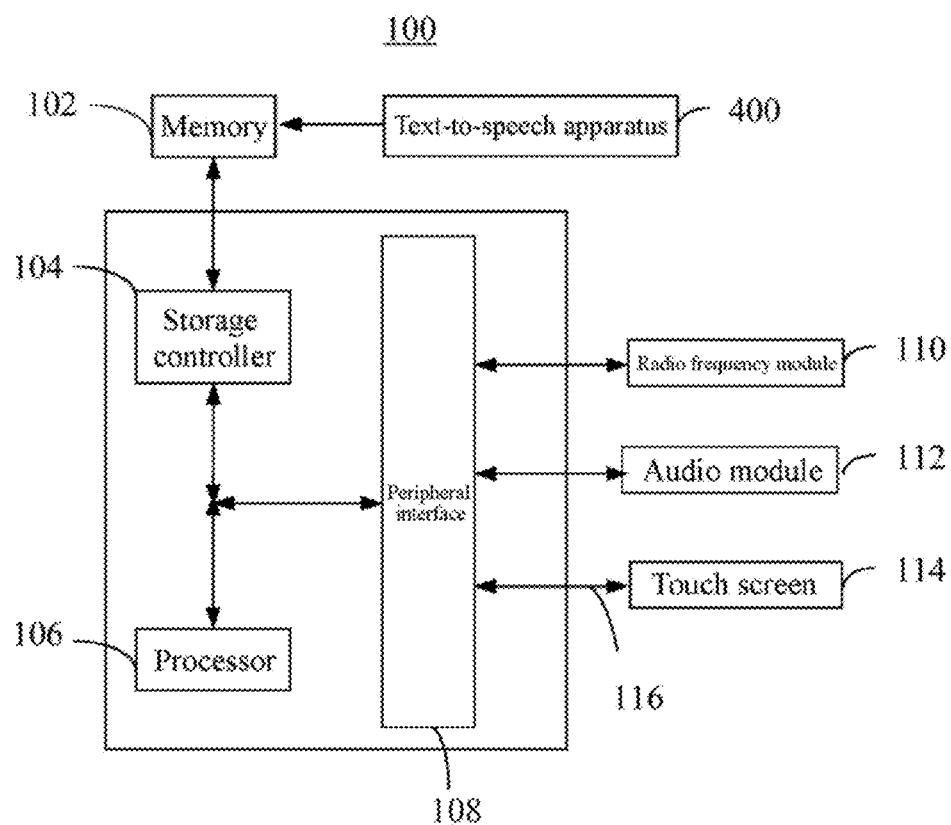 100
102
Memory
Text-to-speech apparatus
400
104
Storage
controller
Radio frequency module
110
Audio module
112
Peripheral
interface
Touch screen
114
106
Processor
116
108